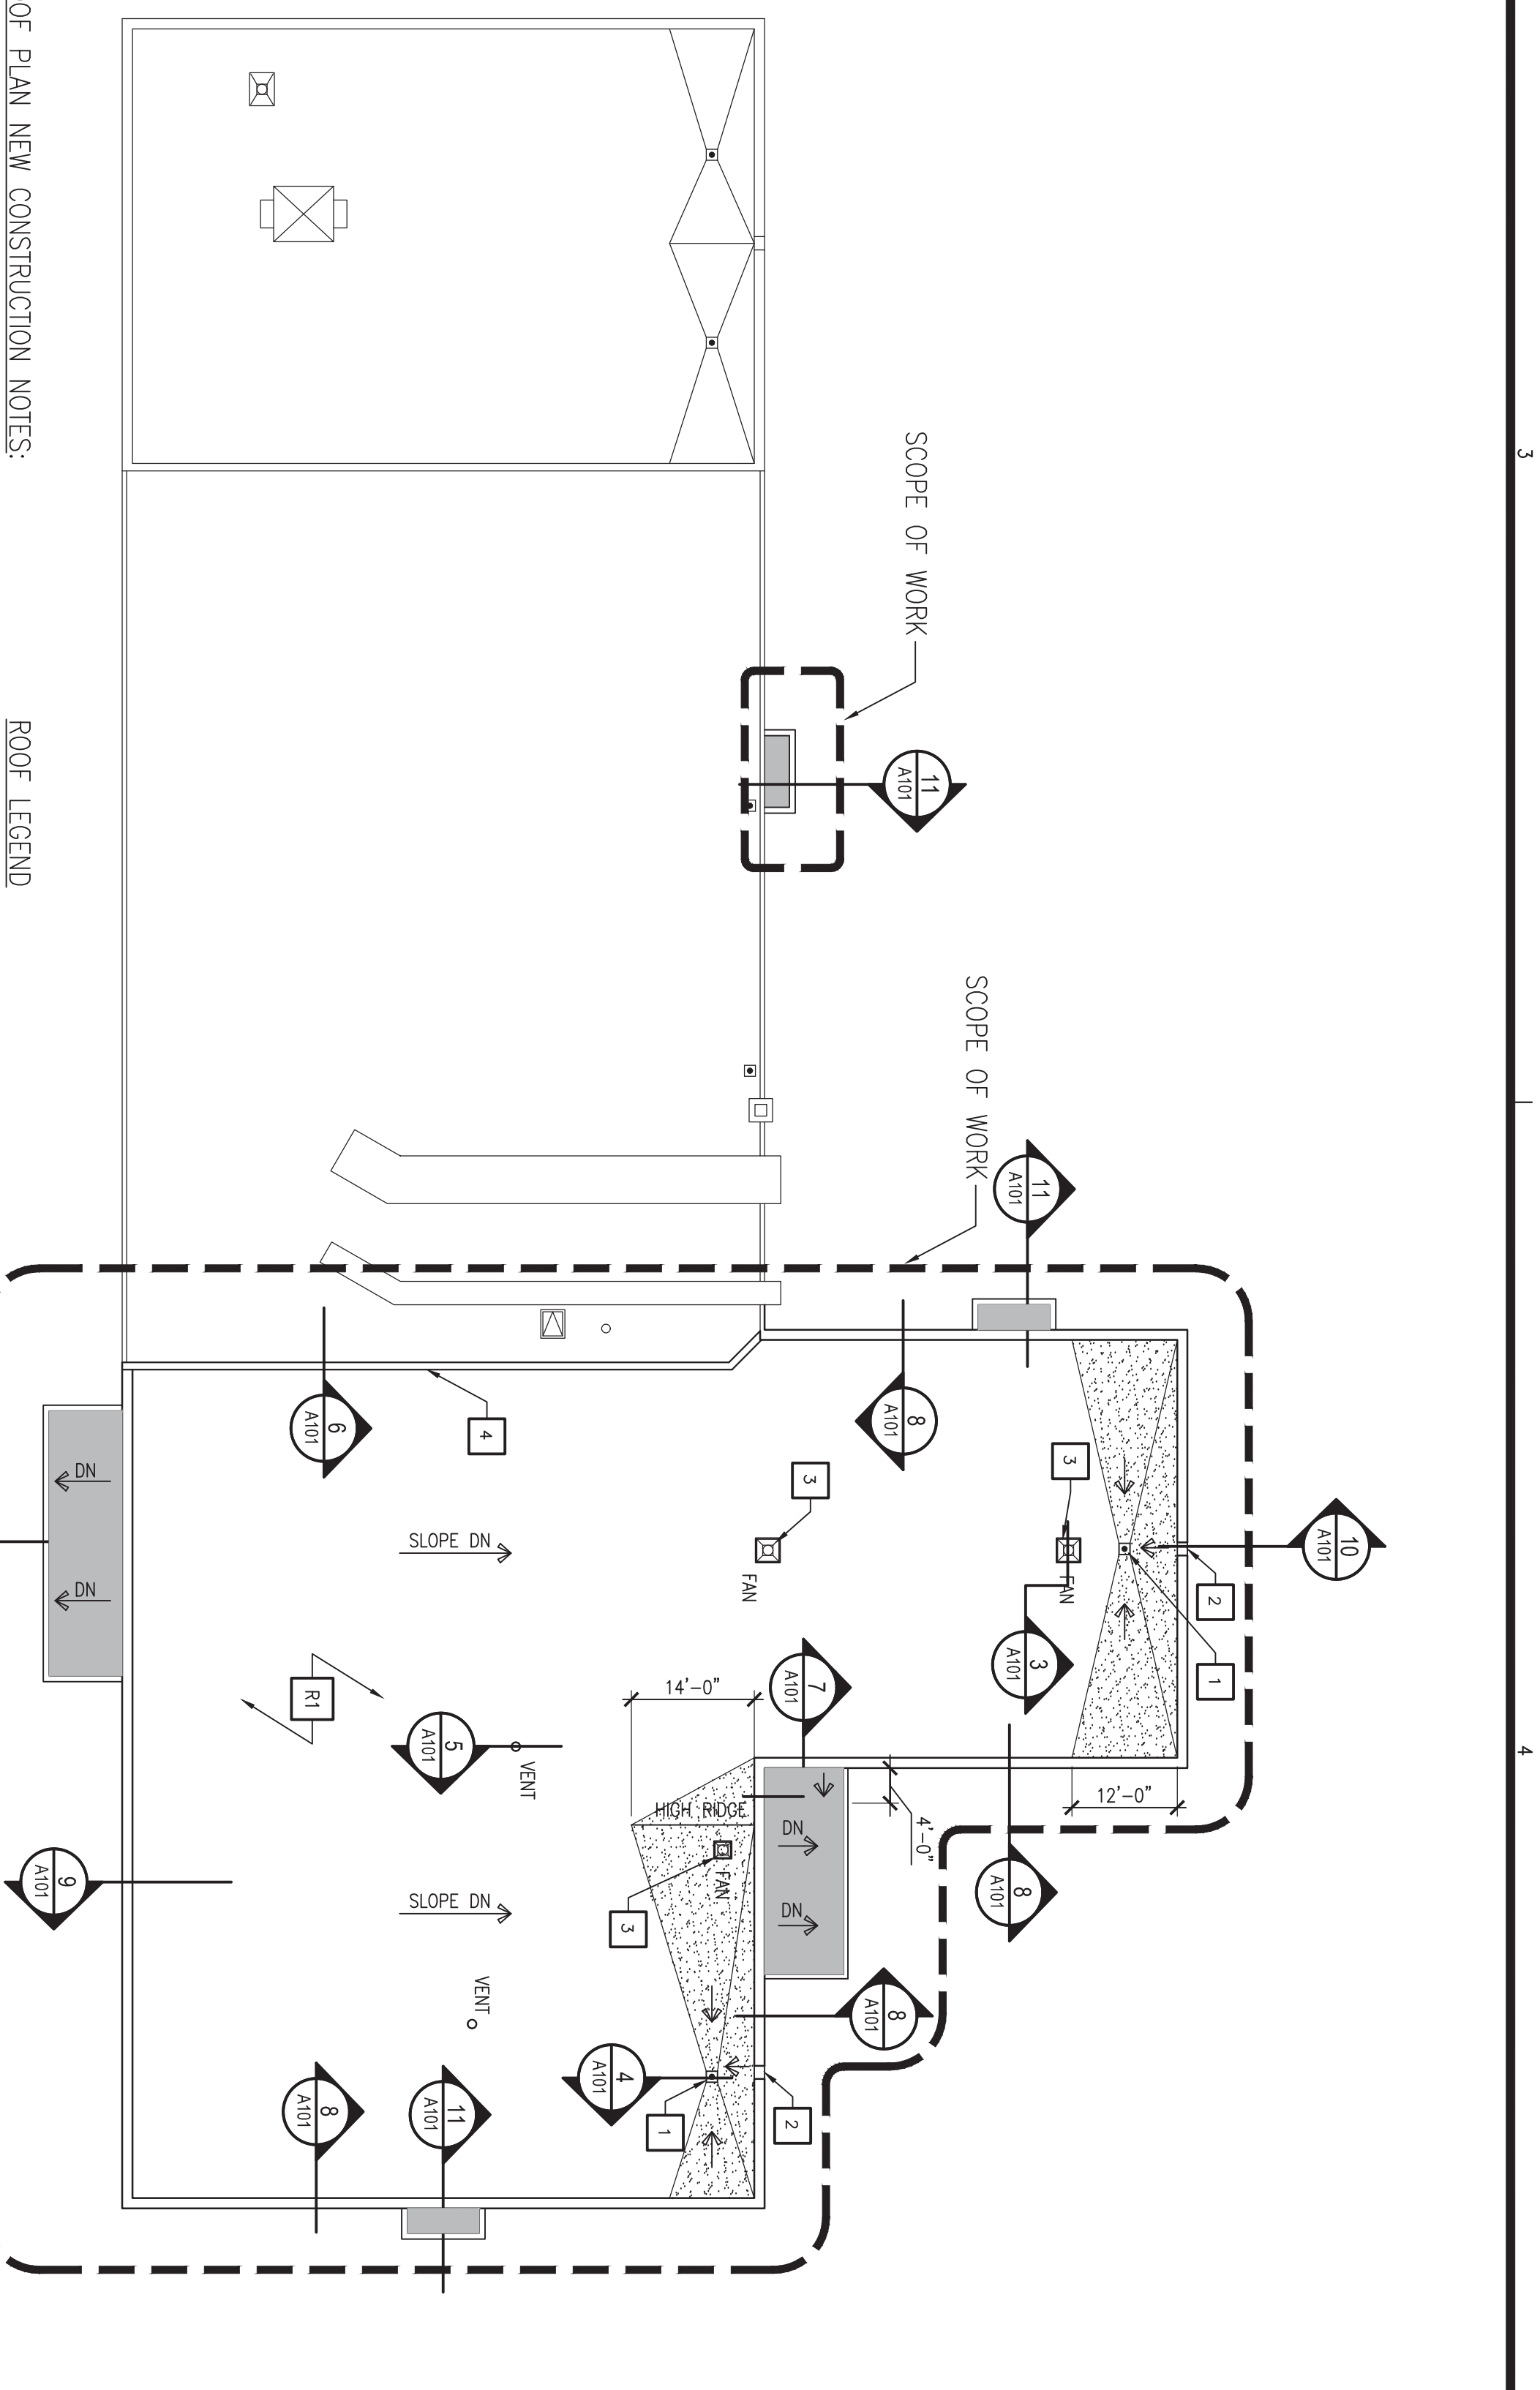 3
4
SCOPE OF WORK
SCOPE OF WORK
11
A101
11
A101
10
A101
2
1
3
FAN
3
A101
8
A101
12'-0"
8
A101
4'-0"
3
FAN
7
A101
14'-0"
HIGH RIDGE
DN
DN
FAN
3
8
A101
2
1
4
A101
4
6
A101
SLOPE DN
R1
5
A101
VENT
SLOPE DN
VENT
11
A101
8
A101
DN
DN
9
A101
OF PLAN NEW CONSTRUCTION NOTES:
ROOF LEGEND